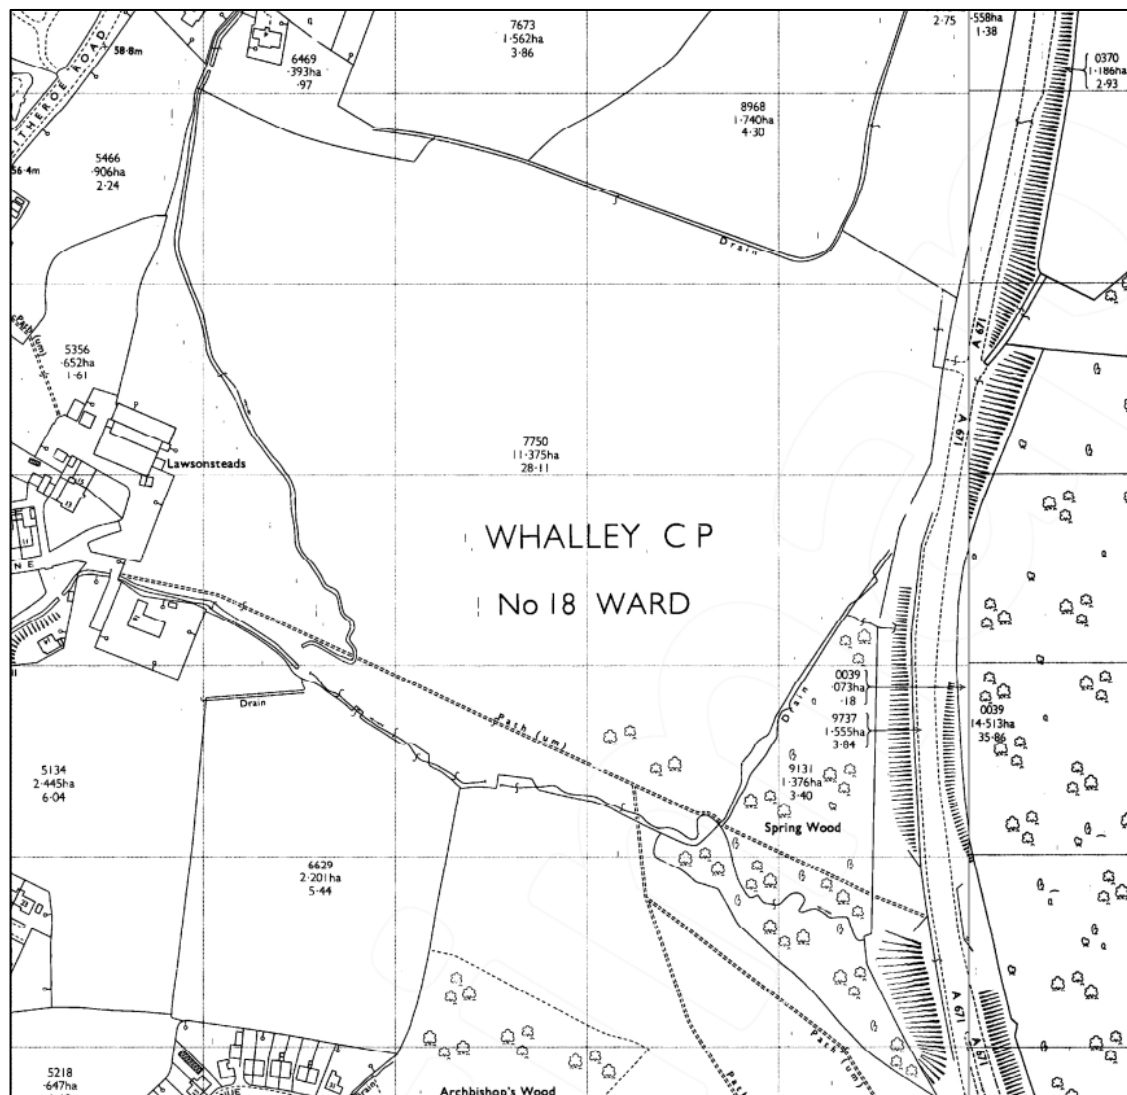 7673
1·562ha
3·86
2·75
·558ha
1·38
6469
·393ha
·97
58·8m
ITHEROE ROAD
0370
1·186ha
2·93
8968
1·740ha
4·30
5466
·906ha
2·24
56·4m
Drain
A 671
Path (um)
5356
·652ha
1·61
A 671
7750
11·375ha
28·11
Lawsonsteads
WHALLEY C P
No 18 WARD
NE
0039
·073ha
·18
Drain
Drain
0039
14·513ha
35·86
9737
1·555ha
3·84
Path (um)
5134
2·445ha
6·04
9131
1·376ha
3·40
Spring Wood
6629
2·201ha
5·44
A 671
Path (um)
A 671
5218
·647ha
Drain
Path
Archbishop's Wood